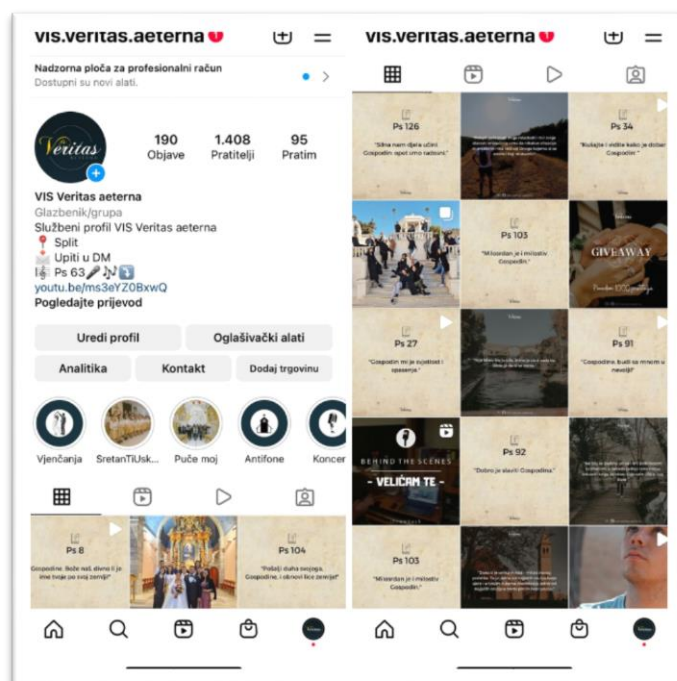 vis.veritas.aeterna 1
Nadzorna ploča za profesionalni račun
Dostupni su novi alati.
Veritas
190 1.408 95
Objave Pratitelji Pratim
VIS Veritas aeterna
Glazbenik/grupa
Službeni profil VIS Veritas aeterna
Split
Upiti u DM
Ps 63
youtu.be/ms3eYZ0BxwQ
Pogledajte prijevod
Uredi profil Oglašivački alati
Analitika Kontakt Dodaj trgovinu
Vjenčanja SretanTiUsk... Puče moj Antifone Koncer
Ps 8
Gospodine, Bože naš, divno li je
ime tvoje po svoj zemlji!"
Ps 104
"Pošalji duha svojega,
Gospodine, i obnovi lice zemlje!"
vis.veritas.aeterna 1
Ps 126
"Silna nam djela učini
Gospodin: opet smo radosni."
Ps 34
"Kušajte i vidite kako je dobar
Gospodin!"
Ps 103
"Milosrdan je i milostiv
Gospodin."
GIVEAWAY
Ps 27
"Gospodin mi je svjetlost i
spasenje."
Ps 91
"Gospodine, budi sa mnom u
nevolji!"
BEHIND THE SCENES
- VELIČAM TE -
Ps 92
"Dobro je slaviti Gospodina."
Ps 103
"Milosrdan je i milostiv
Gospodin."